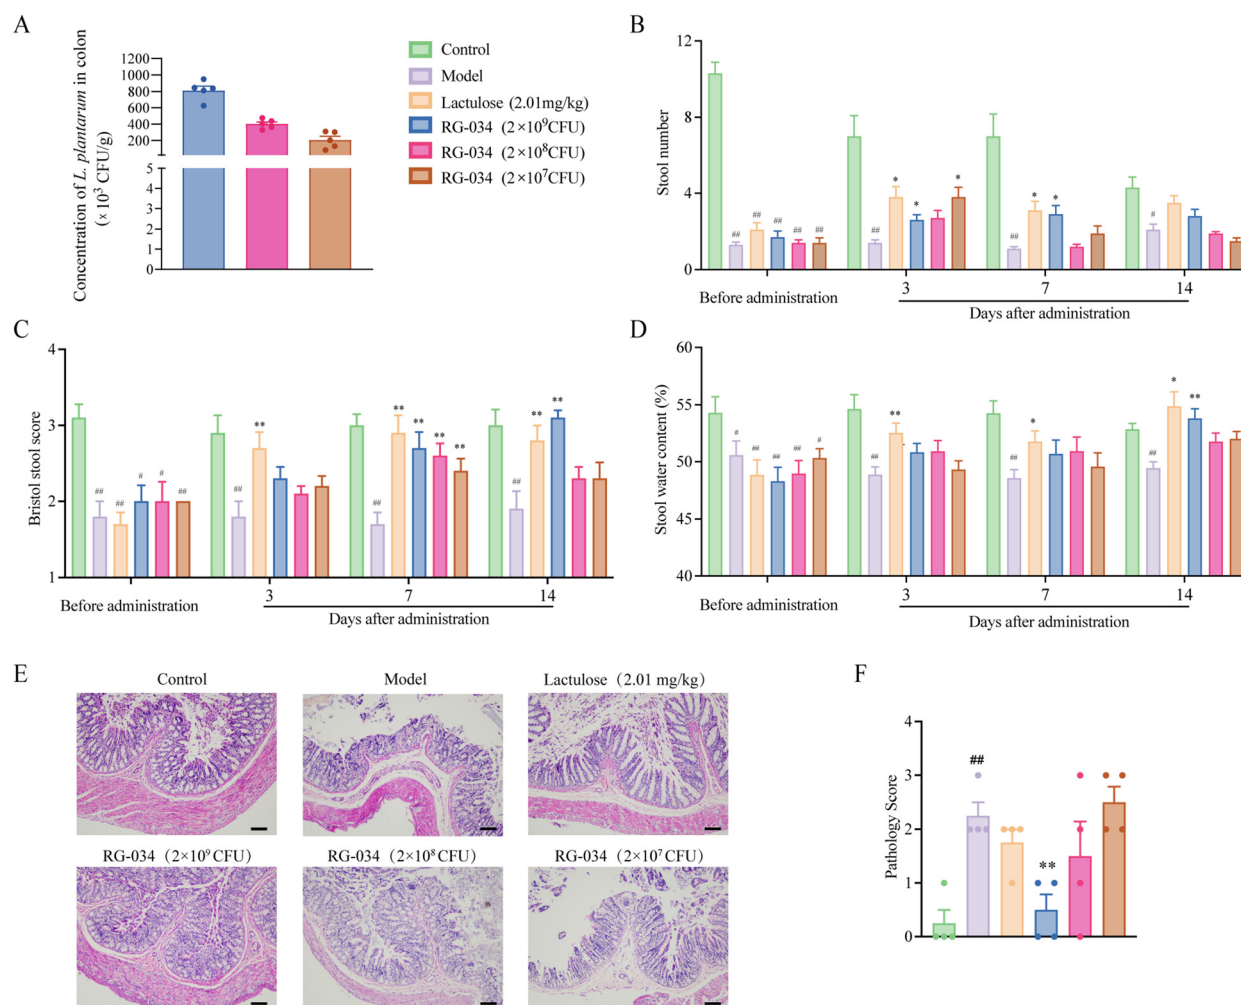 A
Concentration of L. plantarum in colon
(×10³ CFU/g)
1200
1000
800
600
400
200
5
4
3
2
1
0
Control
Model
Lactulose (2.01mg/kg)
RG-034 (2×10⁹CFU)
RG-034 (2×10⁸CFU)
RG-034 (2×10⁷CFU)
B
Stool number
12
8
4
0
## ## ## ## ##
## * * *
## * *
#
Before administration
3
7
14
Days after administration
C
Bristol stool score
4
3
2
1
## ## # # ##
## **
## ** ** ** **
## ** **
Before administration
3
7
14
Days after administration
D
Stool water content (%)
60
55
50
45
40
# ## ## ## #
## **
## *
## * **
Before administration
3
7
14
Days after administration
E
Control
Model
Lactulose (2.01 mg/kg)
RG-034 (2×10⁹ CFU)
RG-034 (2×10⁸ CFU)
RG-034 (2×10⁷ CFU)
F
Pathology Score
4
3
2
1
0
##
**